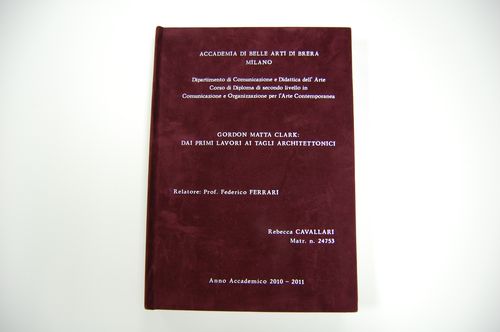 ACCADEMIA DI BELLE ARTI DI BRERA
MILANO
Dipartimento di Comunicazione e Didattica dell' Arte
Corso di Diploma di secondo livello in
Comunicazione e Organizzazione per l'Arte Contemporanea
GORDON MATTA CLARK:
DAI PRIMI LAVORI AI TAGLI ARCHITETTONICI
Relatore: Prof. Federico FERRARI
Rebecca CAVALLARI
Matr. n. 24753
Anno Accademico 2010 - 2011